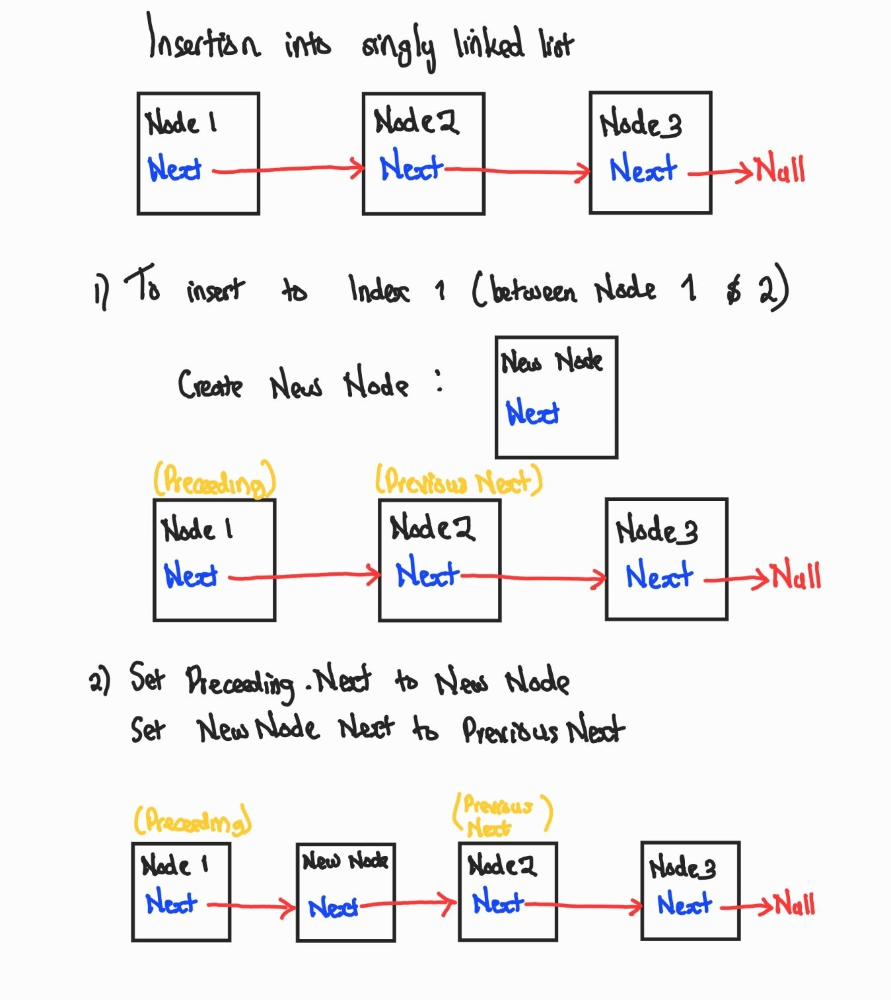 Insertion into singly linked list
Node 1
Next
Node 2
Next
Node 3
Next
Null
1) To insert to Index 1 (between Node 1 & 2)
Create New Node :
New Node
Next
(Preceeding)
Node 1
Next
(Previous Next)
Node 2
Next
Node 3
Next
Null
2) Set Preceeding.Next to New Node
Set New Node Next to Previous Next
(Preceeding)
Node 1
Next
New Node
Next
(Previous
Next)
Node 2
Next
Node 3
Next
Null